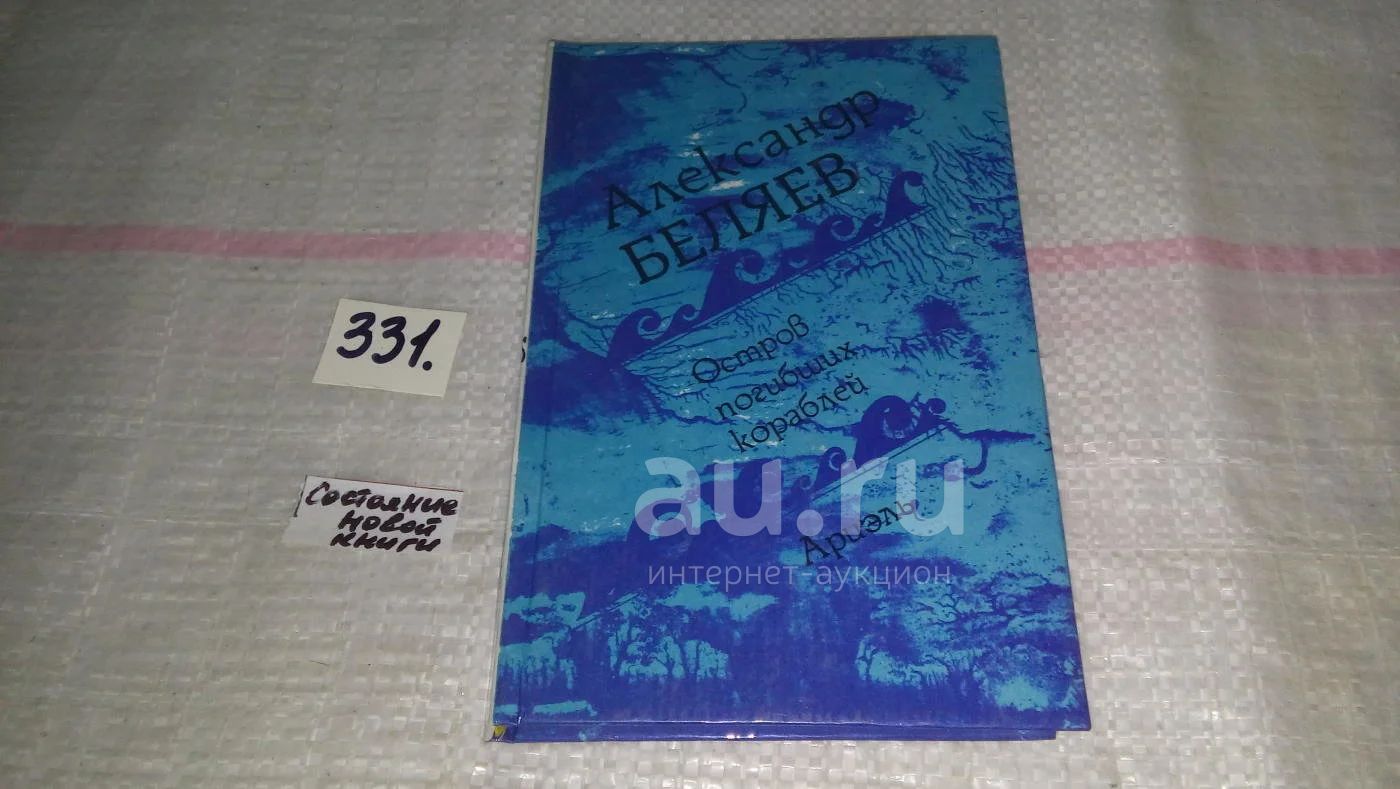 Александр
БЕЛЯЕВ
Остров
погибших
кораблей
Ариэль
331.
Состояние
новой
книги
au.ru
интернет-аукцион